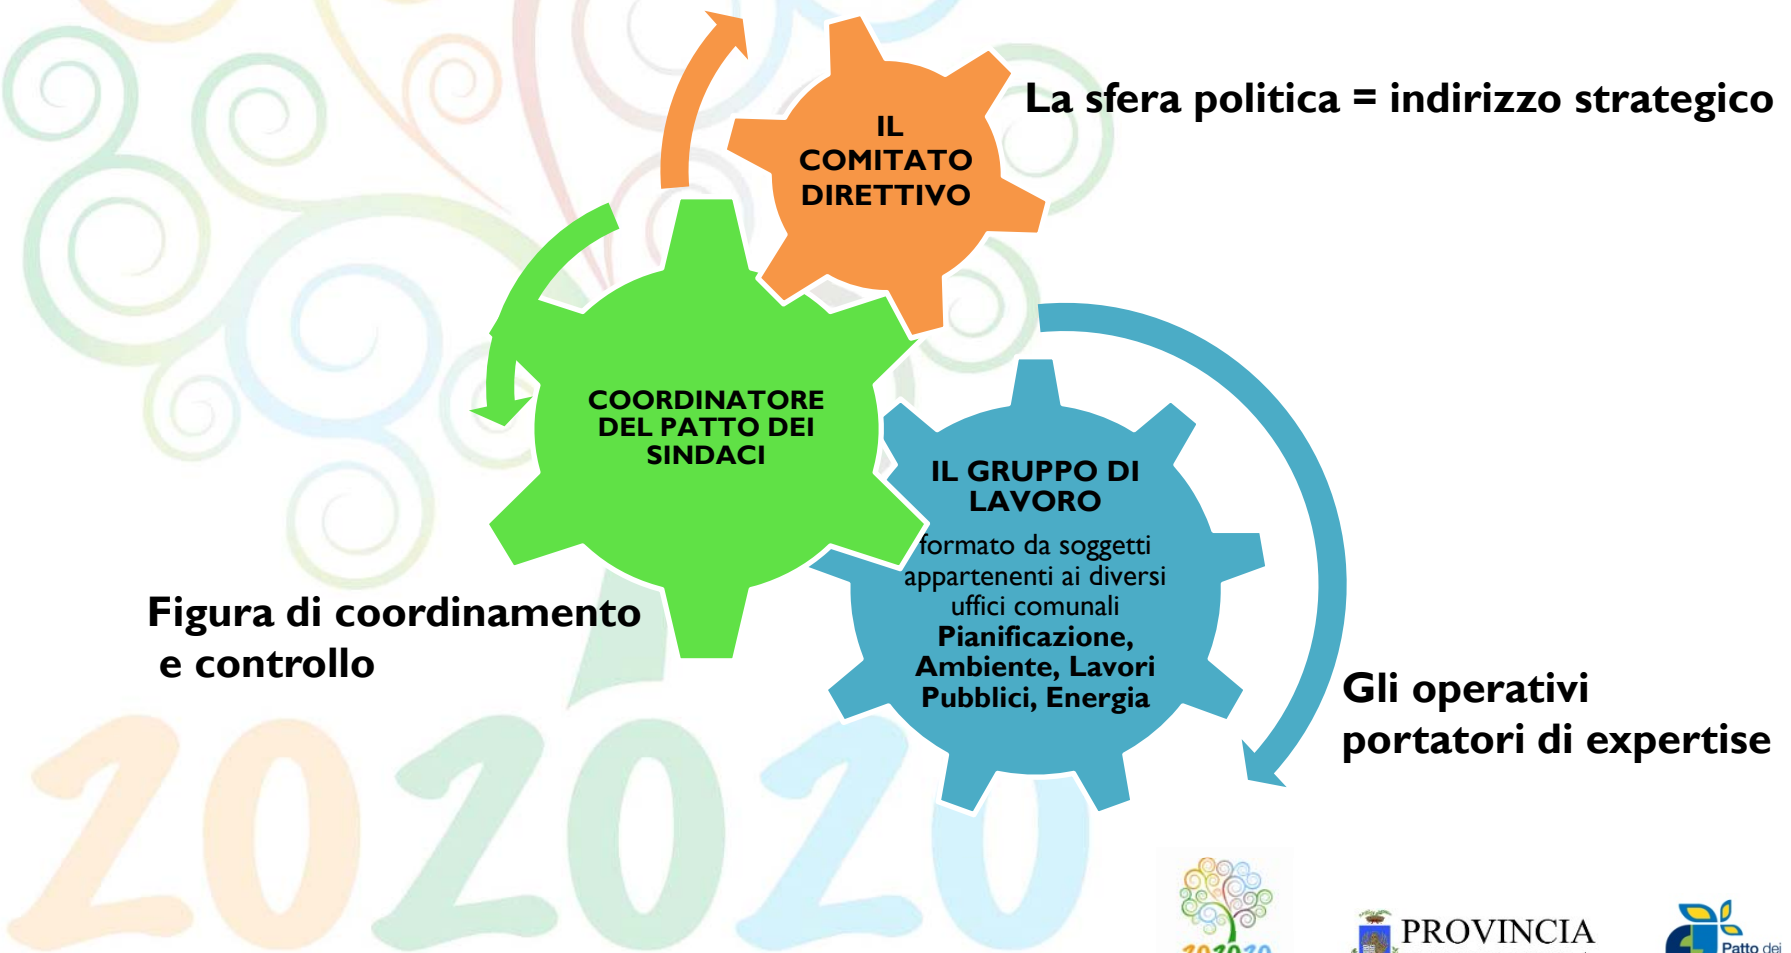 La sfera politica = indirizzo strategico
IL
COMITATO
DIRETTIVO
COORDINATORE
DEL PATTO DEI
SINDACI
IL GRUPPO DI
LAVORO
formato da soggetti
appartenenti ai diversi
uffici comunali
Pianificazione,
Ambiente, Lavori
Pubblici, Energia
Figura di coordinamento
e controllo
Gli operativi
portatori di expertise
202020
202020
PROVINCIA
Patto dei